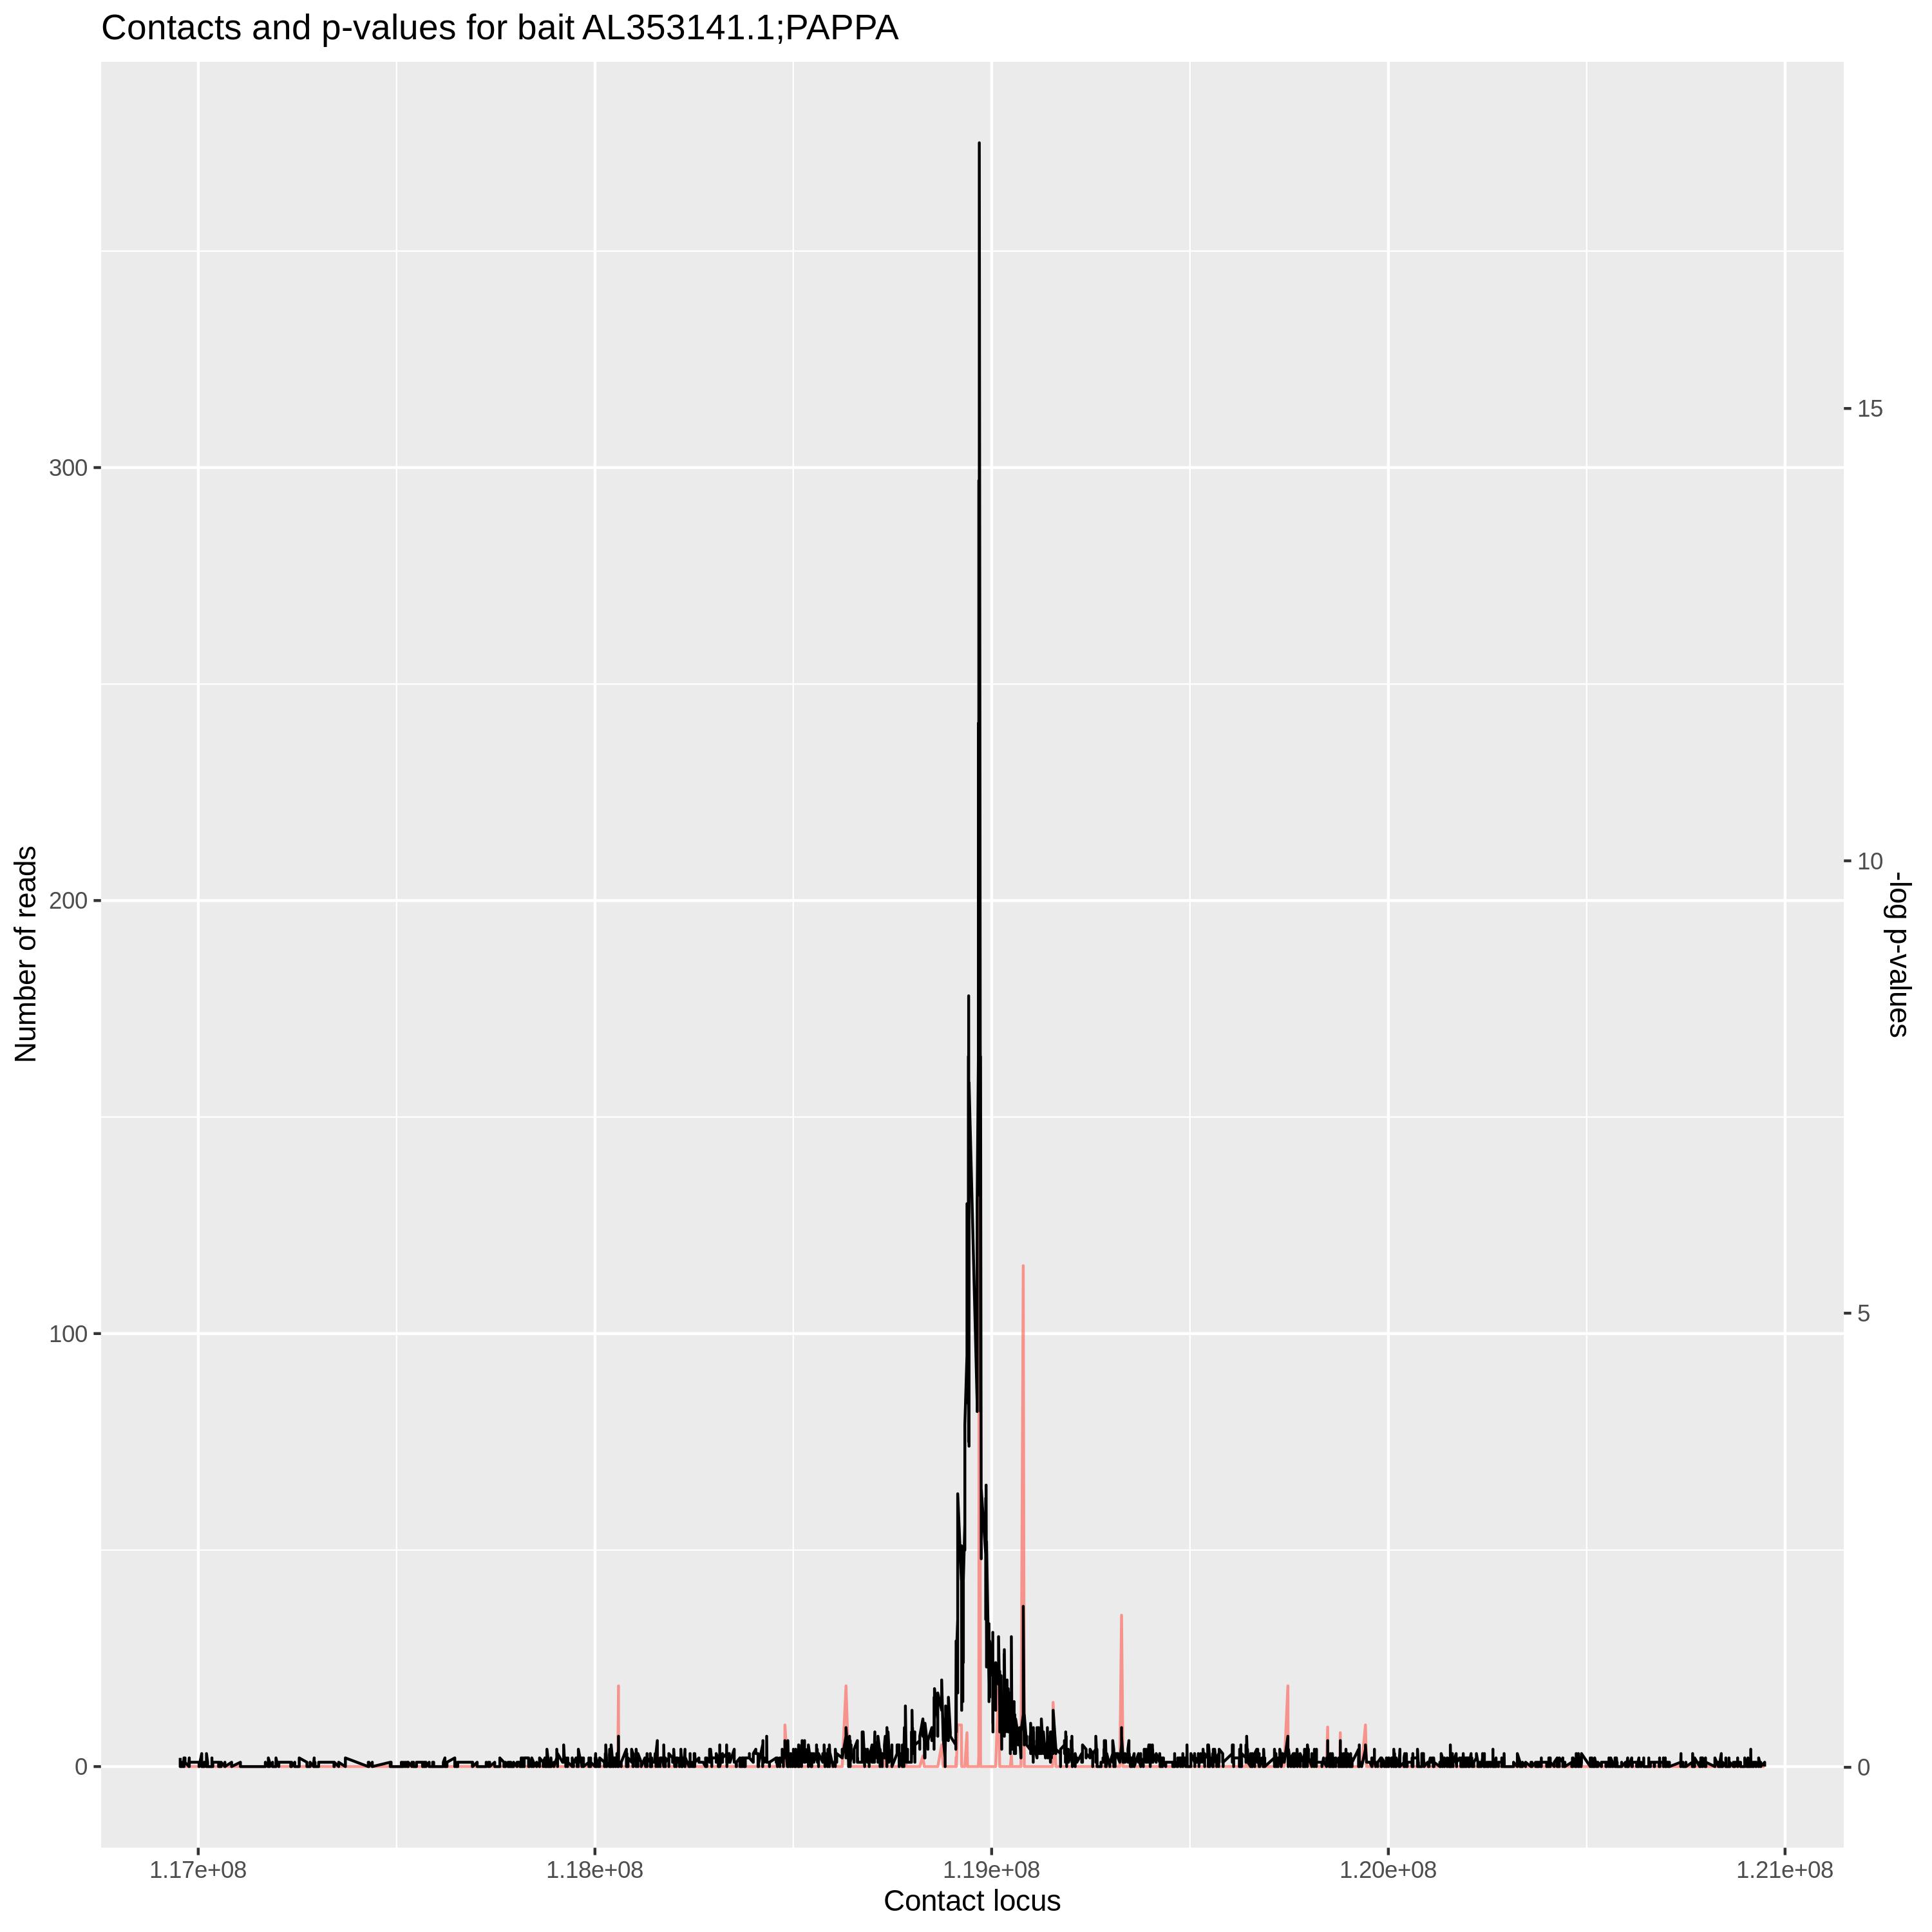 Contacts and p-values for bait AL353141.1;PAPPA
Number of reads
300
200
100
0
15
10
5
0
-log p-values
1.17e+08
1.18e+08
1.19e+08
1.20e+08
1.21e+08
Contact locus